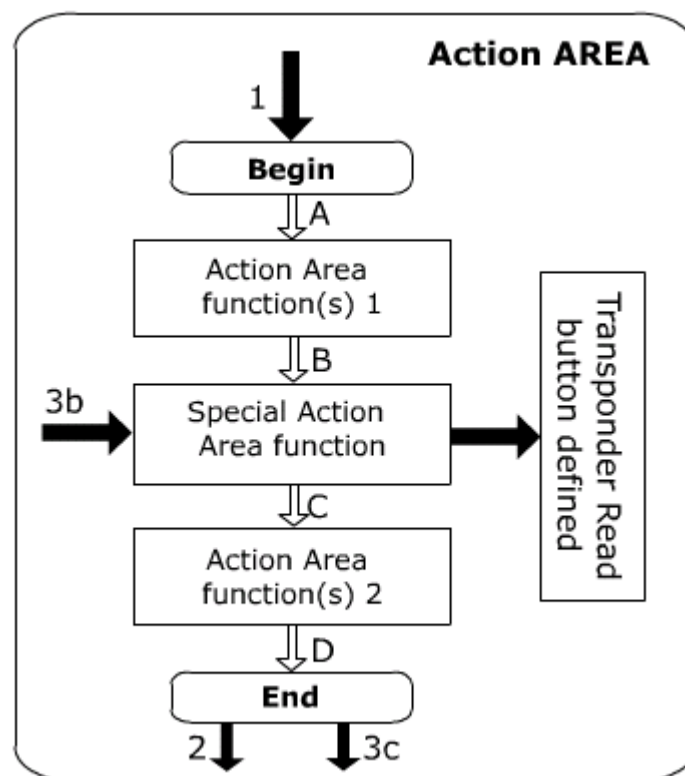 Action AREA
1
Begin
A
Action Area
function(s) 1
B
3b
Special Action
Area function
Transponder Read
button defined
C
Action Area
function(s) 2
D
End
2
3c